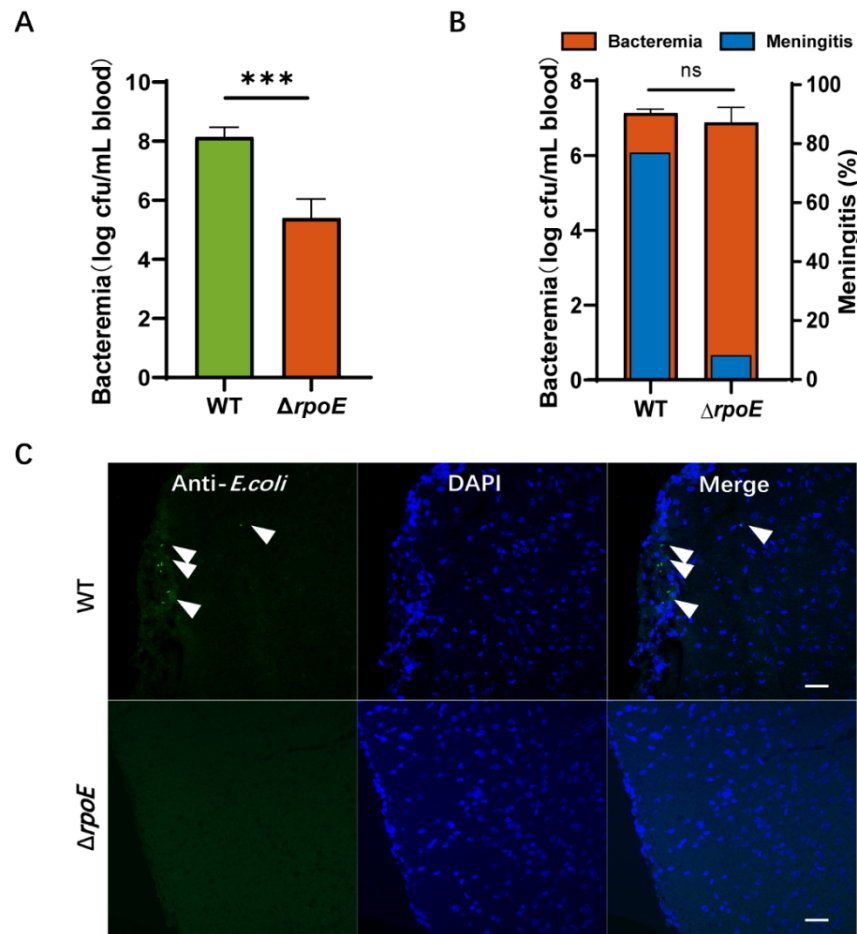 A
Bacteremia(log cfu/mL blood)
10
8
6
4
2
0
***
WT
ΔrpoE
B
Bacteremia
Meningitis
Bacteremia(log cfu/mL blood)
8
6
4
2
0
ns
100
80
60
40
20
0
Meningitis (%)
WT
ΔrpoE
C
Anti-E.coli
DAPI
Merge
WT
ΔrpoE